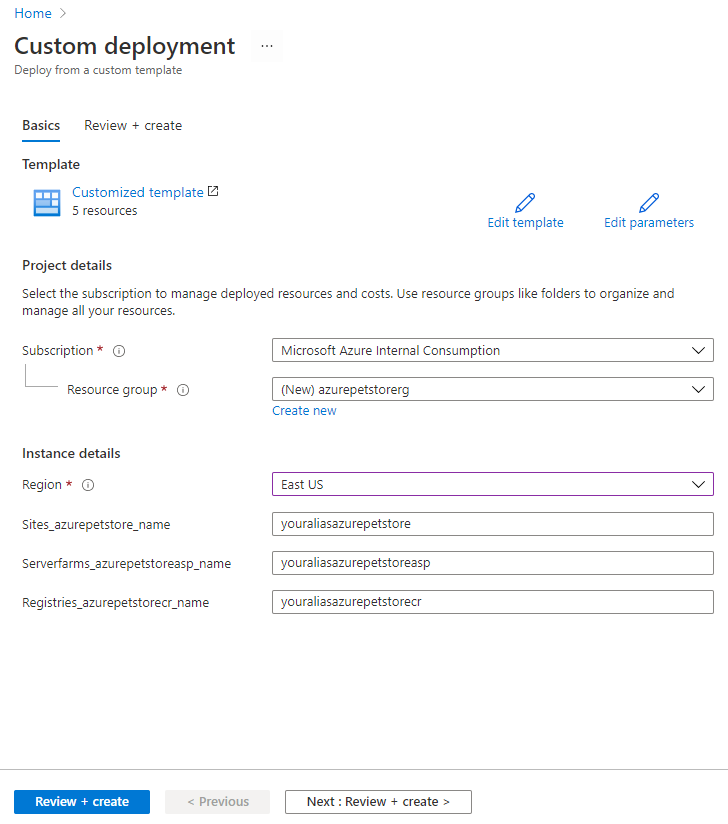 Home
Custom deployment ...
Deploy from a custom template
Basics Review + create
Template
Customized template
5 resources
Edit template Edit parameters
Project details
Select the subscription to manage deployed resources and costs. Use resource groups like folders to organize and
manage all your resources.
Subscription * Microsoft Azure Internal Consumption
Resource group * (New) azurepetstorerg
Create new
Instance details
Region * East US
Sites_azurepetstore_name youraliasazurepetstore
Serverfarms_azurepetstoreasp_name youraliasazurepetstoreasp
Registries_azurepetstorecr_name youraliasazurepetstorecr
Review + create < Previous Next : Review + create >